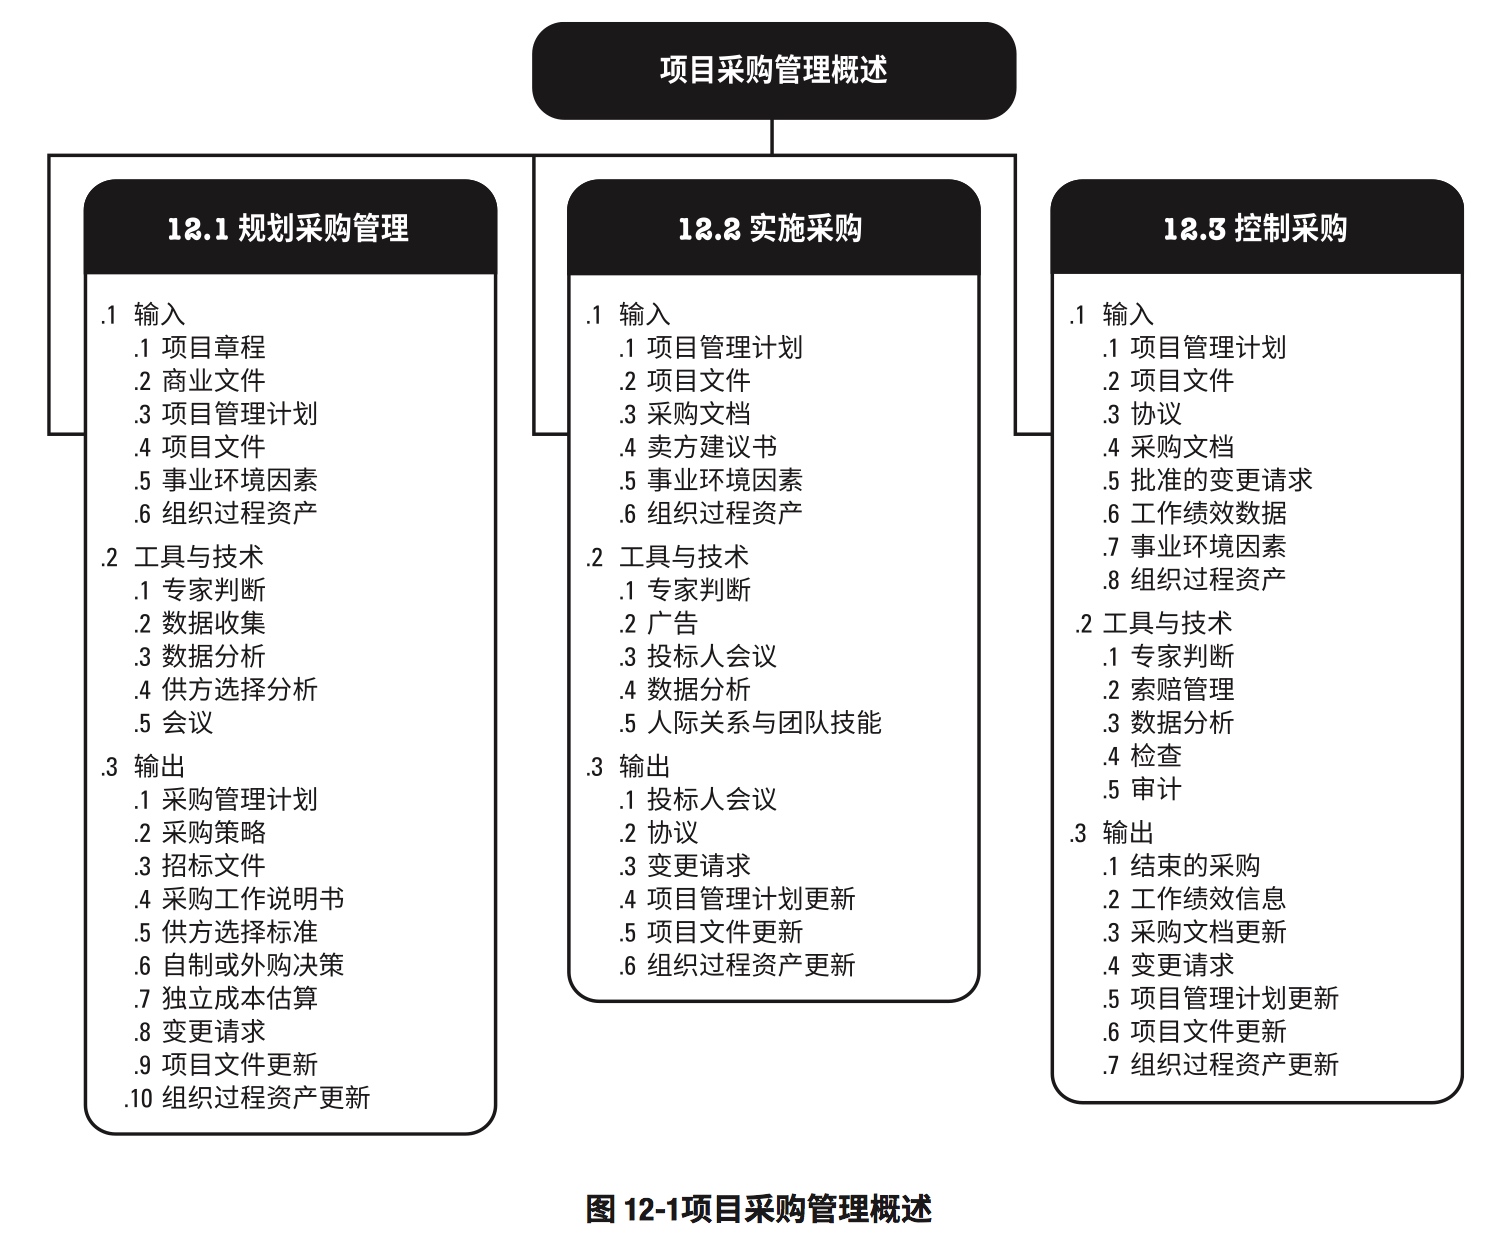 项目采购管理概述
12.1 规划采购管理
.1 输入
.1 项目章程
.2 商业文件
.3 项目管理计划
.4 项目文件
.5 事业环境因素
.6 组织过程资产
.2 工具与技术
.1 专家判断
.2 数据收集
.3 数据分析
.4 供方选择分析
.5 会议
.3 输出
.1 采购管理计划
.2 采购策略
.3 招标文件
.4 采购工作说明书
.5 供方选择标准
.6 自制或外购决策
.7 独立成本估算
.8 变更请求
.9 项目文件更新
.10 组织过程资产更新
12.2 实施采购
.1 输入
.1 项目管理计划
.2 项目文件
.3 采购文档
.4 卖方建议书
.5 事业环境因素
.6 组织过程资产
.2 工具与技术
.1 专家判断
.2 广告
.3 投标人会议
.4 数据分析
.5 人际关系与团队技能
.3 输出
.1 投标人会议
.2 协议
.3 变更请求
.4 项目管理计划更新
.5 项目文件更新
.6 组织过程资产更新
12.3 控制采购
.1 输入
.1 项目管理计划
.2 项目文件
.3 协议
.4 采购文档
.5 批准的变更请求
.6 工作绩效数据
.7 事业环境因素
.8 组织过程资产
.2 工具与技术
.1 专家判断
.2 索赔管理
.3 数据分析
.4 检查
.5 审计
.3 输出
.1 结束的采购
.2 工作绩效信息
.3 采购文档更新
.4 变更请求
.5 项目管理计划更新
.6 项目文件更新
.7 组织过程资产更新
图 12-1项目采购管理概述